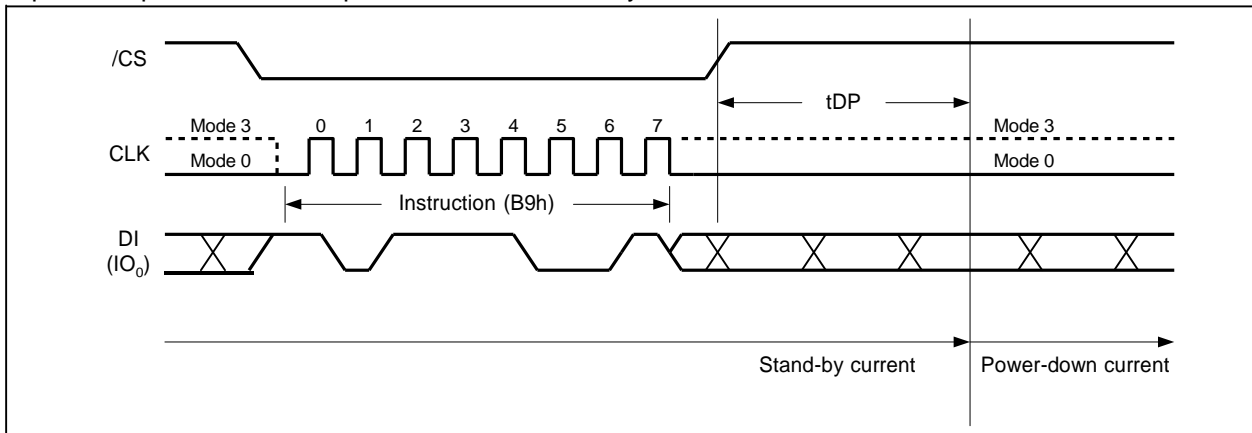 /CS
tDP
0 1 2 3 4 5 6 7
Mode 3 Mode 3
CLK
Mode 0 Mode 0
Instruction (B9h)
DI
(IO₀)
Stand-by current Power-down current